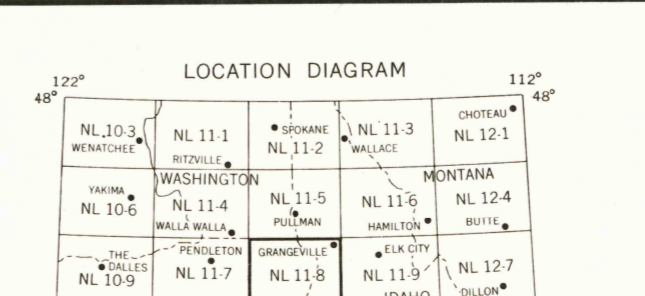 LOCATION DIAGRAM
122°
112°
48°
48°
NL 10-3
WENATCHEE
NL 11-1
RITZVILLE
SPOKANE
NL 11-2
NL 11-3
WALLACE
CHOTEAU
NL 12-1
WASHINGTON
MONTANA
YAKIMA
NL 10-6
NL 11-4
WALLA WALLA
NL 11-5
PULLMAN
NL 11-6
HAMILTON
NL 12-4
BUTTE
THE
DALLES
NL 10-9
PENDLETON
NL 11-7
GRANGEVILLE
NL 11-8
ELK CITY
NL 11-9
NL 12-7
DILLON
IDAHO